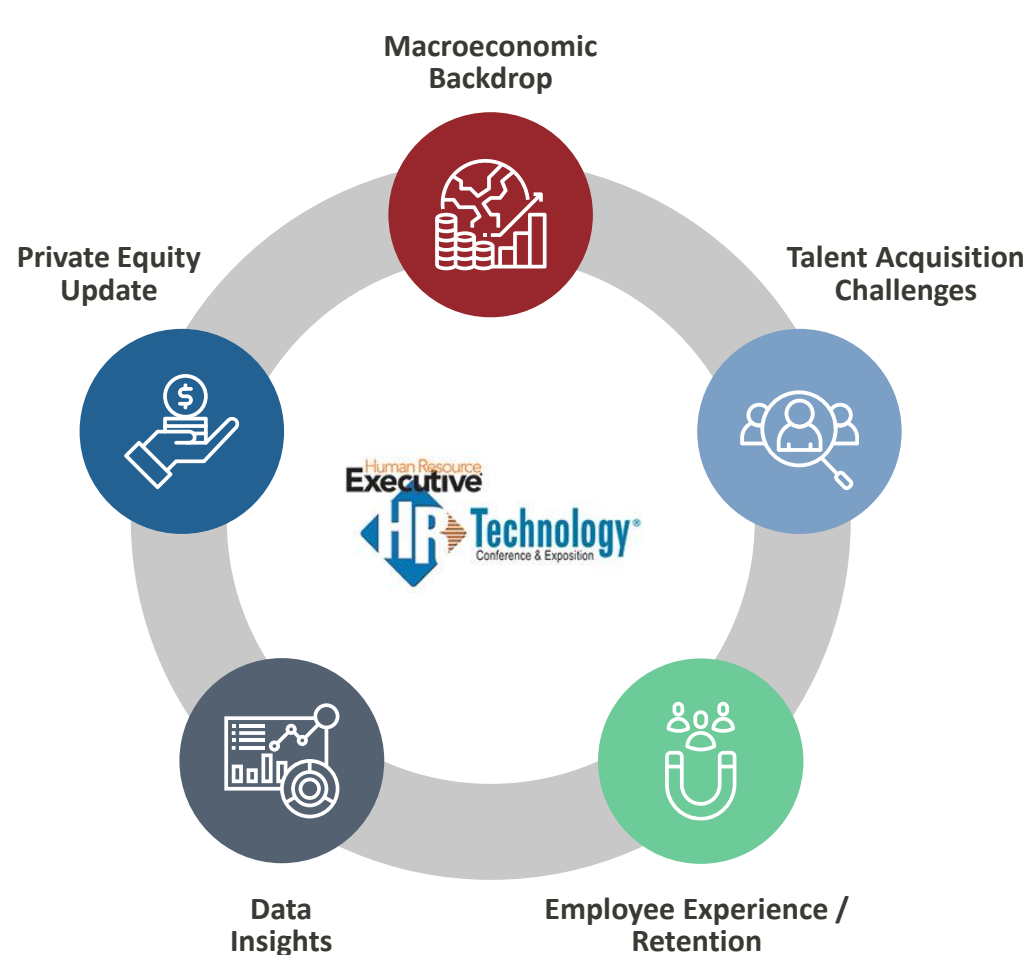 Macroeconomic
Backdrop
Private Equity
Update
Talent Acquisition
Challenges
$
Human Resource
Executive®
HR Technology®
Conference & Exposition
Data
Insights
Employee Experience /
Retention